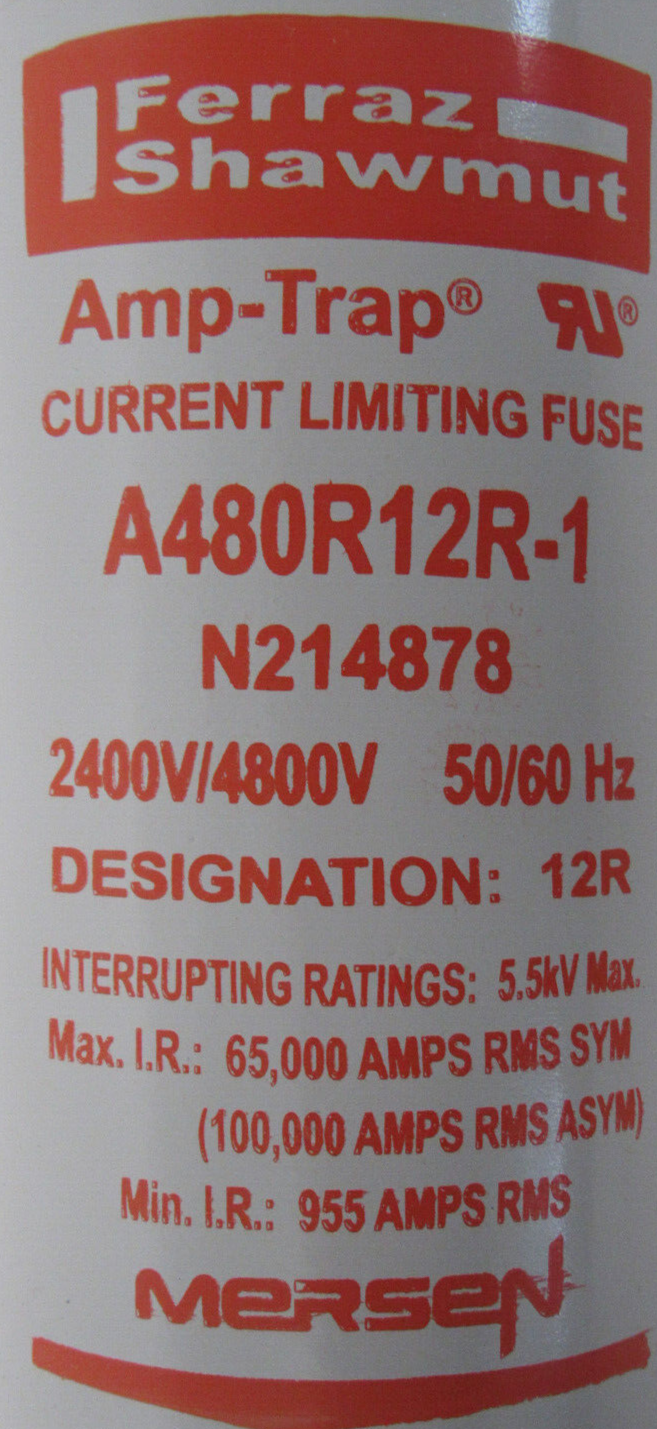 Ferraz
Shawmut
Amp-Trap® RU®
CURRENT LIMITING FUSE
A480R12R-1
N214878
2400V/4800V 50/60 Hz
DESIGNATION: 12R
INTERRUPTING RATINGS: 5.5kV Max.
Max. I.R.: 65,000 AMPS RMS SYM
(100,000 AMPS RMS ASYM)
Min. I.R.: 955 AMPS RMS
MERSEN